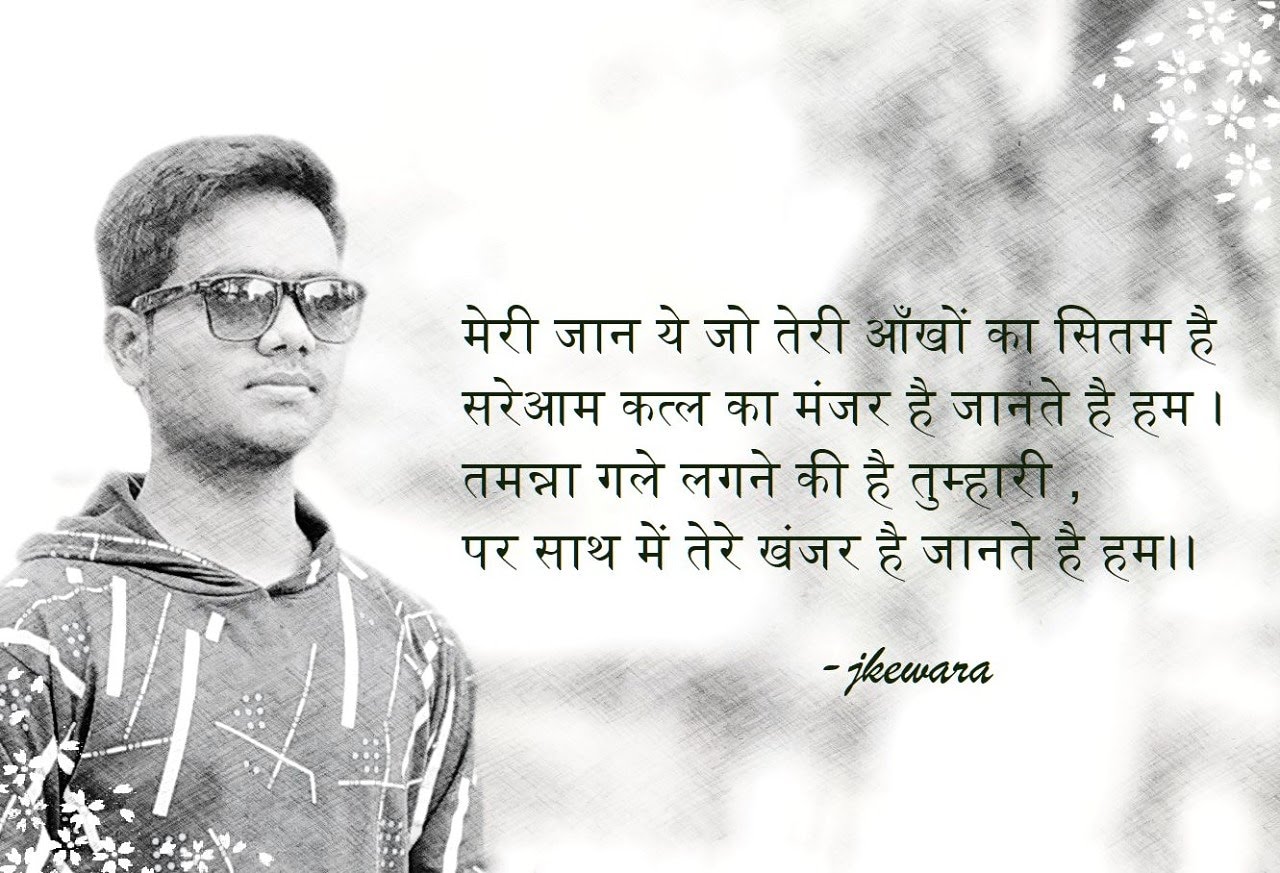 मेरी जान ये जो तेरी आँखों का सितम है
सरेआम कत्ल का मंजर है जानते है हम ।
तमन्ना गले लगने की है तुम्हारी ,
पर साथ में तेरे खंजर है जानते है हम।।
-jkewara